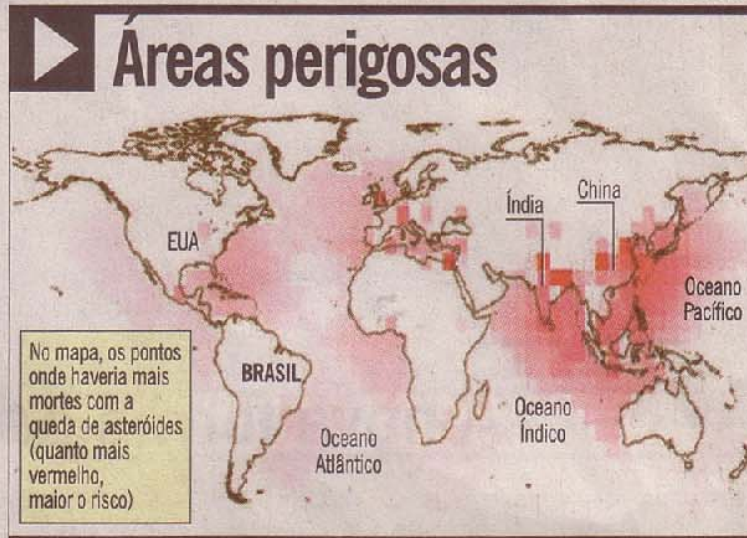 Áreas perigosas
EUA
Índia
China
Oceano
Pacífico
No mapa, os pontos
onde haveria mais
mortes com a
queda de asteróides
(quanto mais
vermelho,
maior o risco)
BRASIL
Oceano
Atlântico
Oceano
Índico